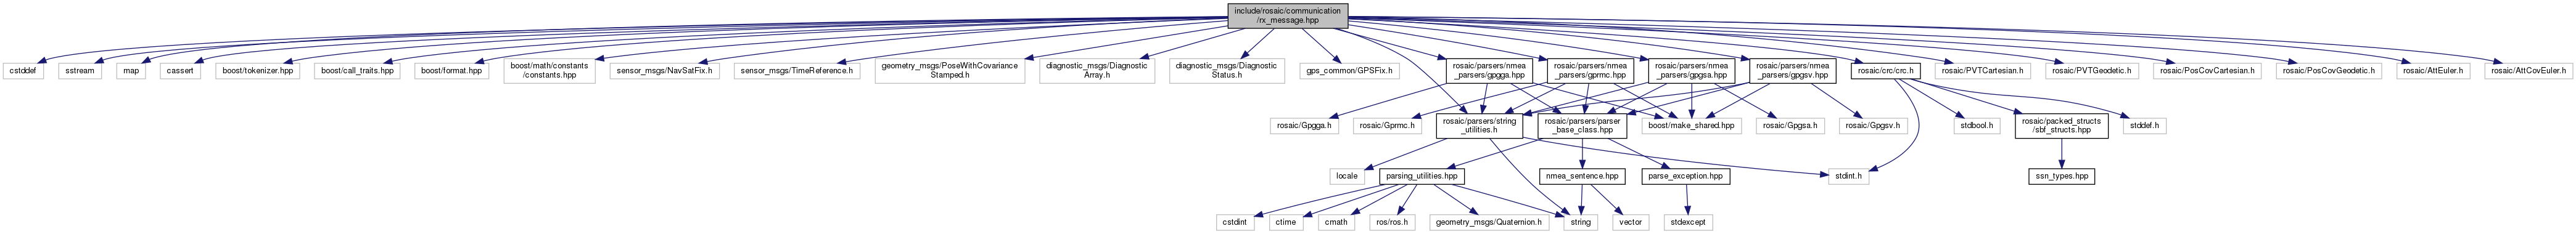 include/rosaic/communication
/rx_message.hpp
cstddef
sstream
map
cassert
boost/tokenizer.hpp
boost/call_traits.hpp
boost/format.hpp
boost/math/constants
/constants.hpp
sensor_msgs/NavSatFix.h
sensor_msgs/TimeReference.h
geometry_msgs/PoseWithCovariance
Stamped.h
diagnostic_msgs/Diagnostic
Array.h
diagnostic_msgs/Diagnostic
Status.h
gps_common/GPSFix.h
rosaic/parsers/nmea
_parsers/gpgga.hpp
rosaic/parsers/nmea
_parsers/gprmc.hpp
rosaic/parsers/nmea
_parsers/gpgsa.hpp
rosaic/parsers/nmea
_parsers/gpgsv.hpp
rosaic/crc/crc.h
rosaic/PVTCartesian.h
rosaic/PVTGeodetic.h
rosaic/PosCovCartesian.h
rosaic/PosCovGeodetic.h
rosaic/AttEuler.h
rosaic/AttCovEuler.h
rosaic/Gpgga.h
rosaic/Gprmc.h
rosaic/parsers/string
_utilities.h
rosaic/parsers/parser
_base_class.hpp
boost/make_shared.hpp
rosaic/Gpgsa.h
rosaic/Gpgsv.h
stdbool.h
rosaic/packed_structs
/sbf_structs.hpp
stddef.h
locale
parsing_utilities.hpp
nmea_sentence.hpp
parse_exception.hpp
stdint.h
ssn_types.hpp
cstdint
ctime
cmath
ros/ros.h
geometry_msgs/Quaternion.h
string
vector
stdexcept